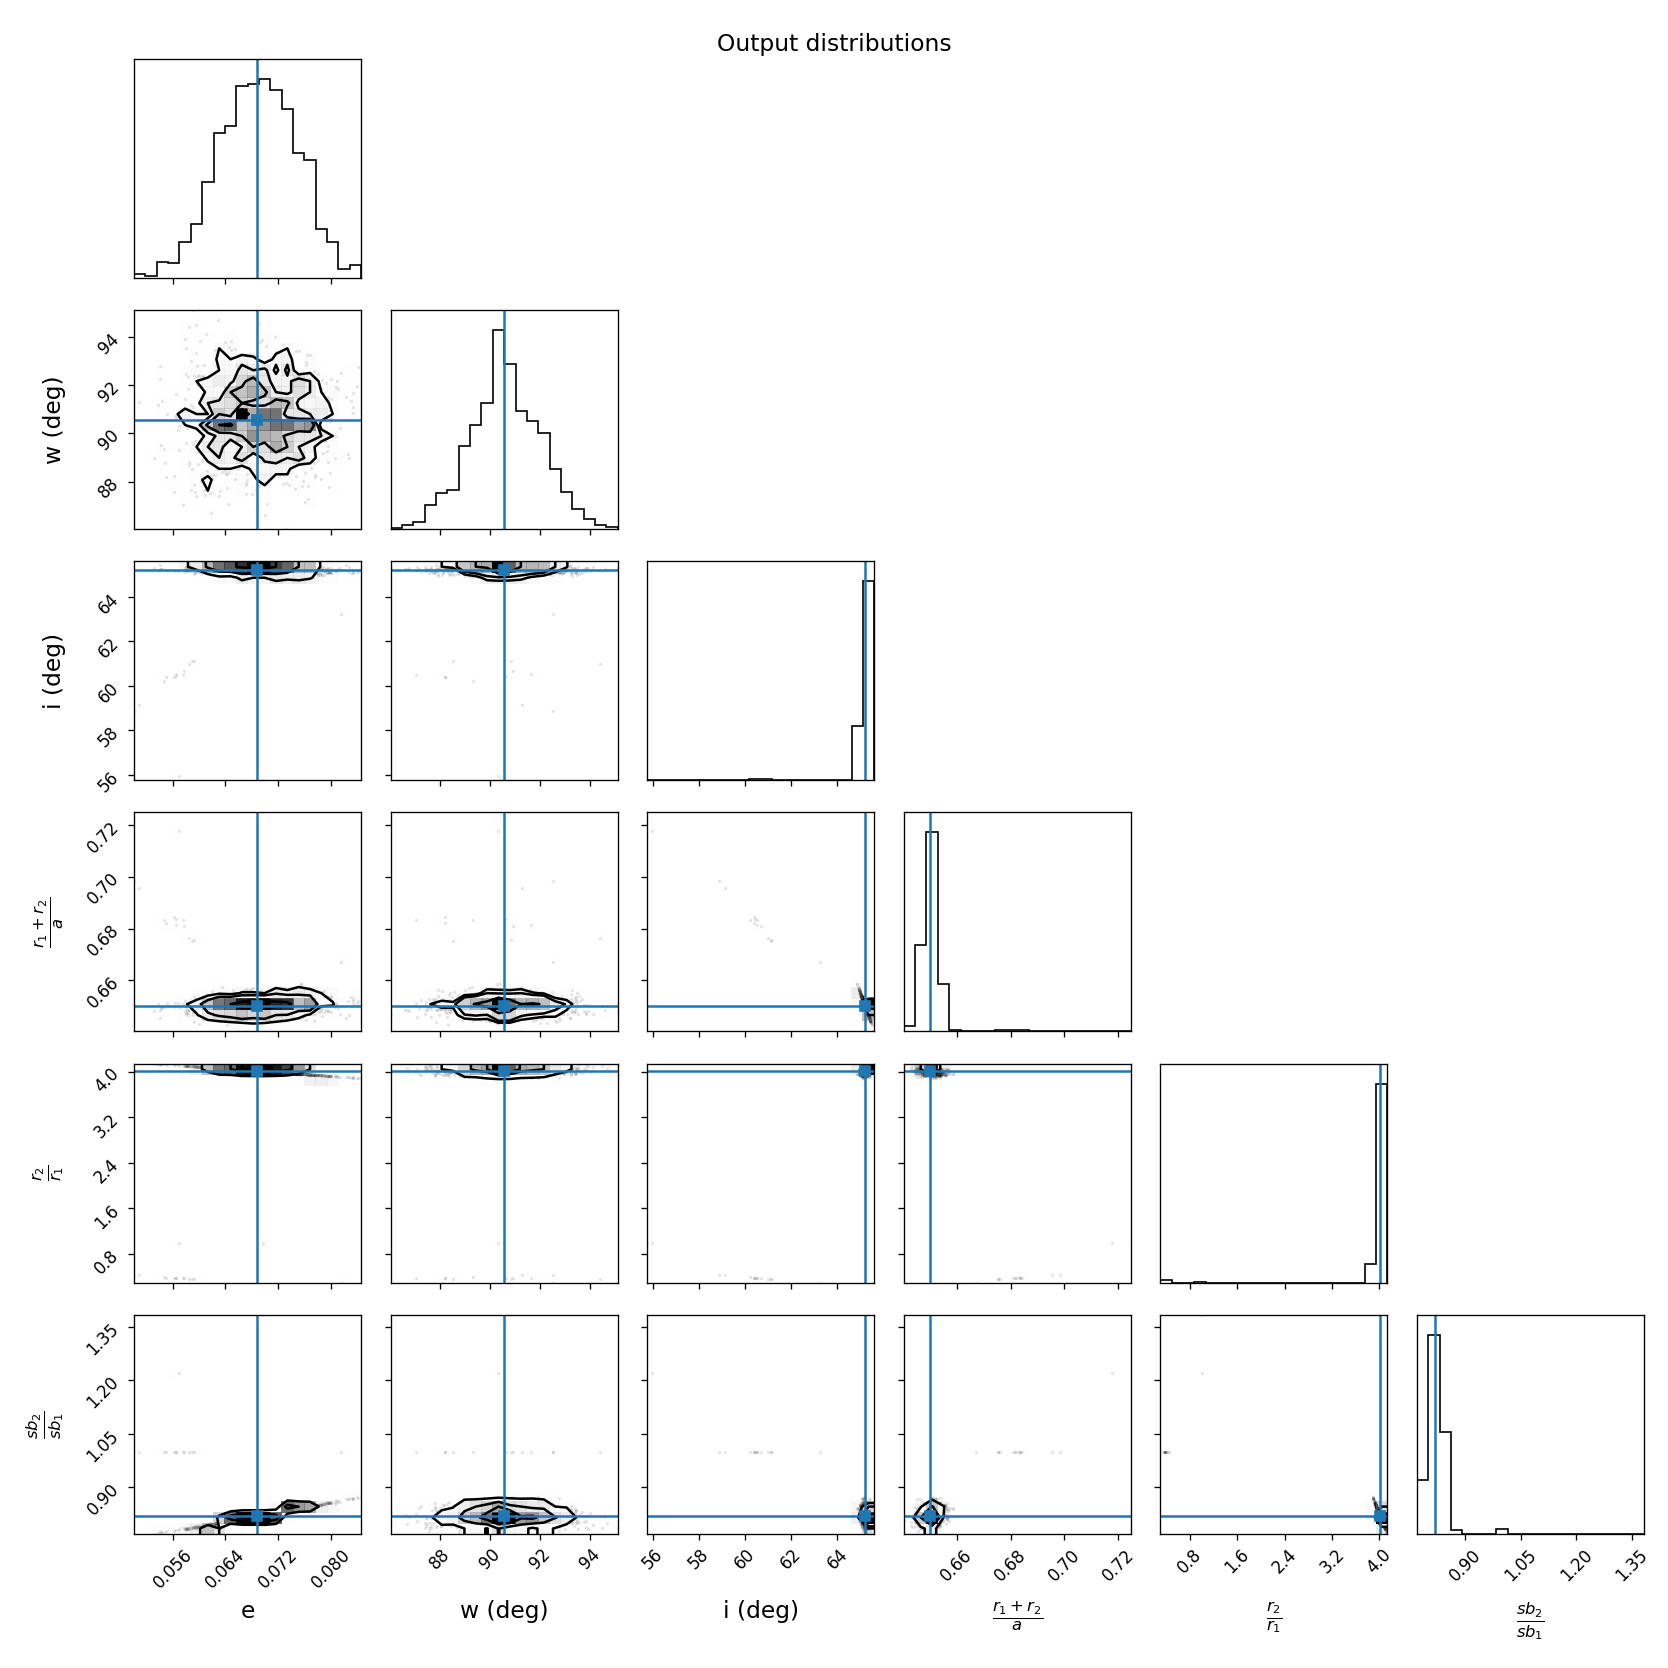 Output distributions
94
92
90
88
w (deg)
64
62
60
58
56
i (deg)
0.72
0.70
0.68
0.66
r₁ + r₂
a
4.0
3.2
2.4
1.6
0.8
r₂
r₁
1.35
1.20
1.05
0.90
sb₂
sb₁
0.056 0.064 0.072 0.080 88 90 92 94 56 58 60 62 64 0.66 0.68 0.70 0.72 0.8 1.6 2.4 3.2 4.0 0.90 1.05 1.20 1.35
e
w (deg)
i (deg)
r₁ + r₂
a
r₂
r₁
sb₂
sb₁